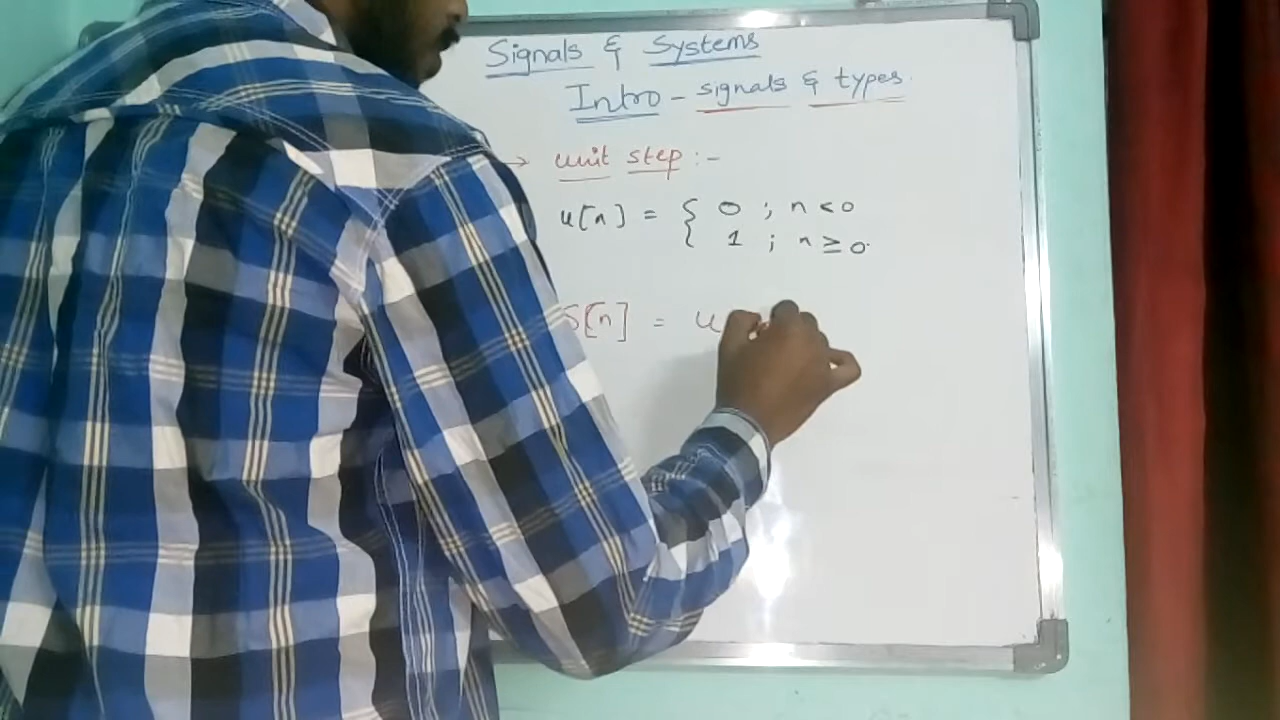 Signals & Systems
Intro - signals & types.
→ unit step :-
u[n] = { 0 ; n < 0
1 ; n ≥ 0.
δ[n] = u